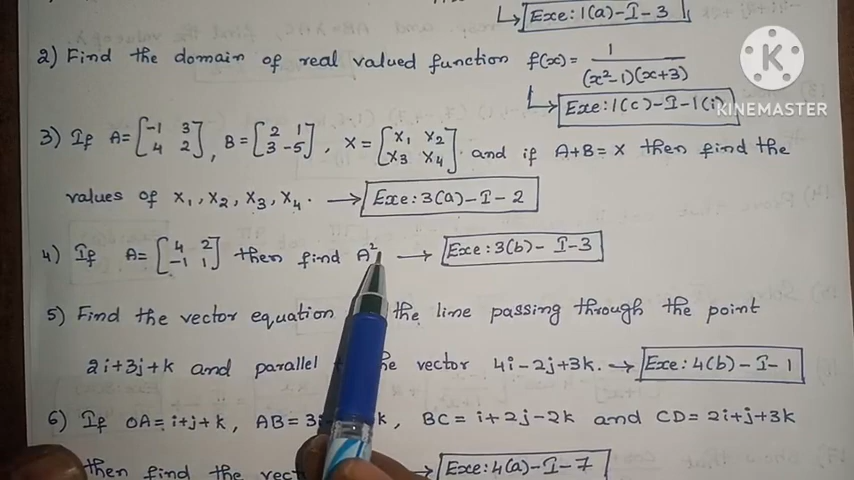 Exe:1(a)-I-3
2) Find the domain of real valued function f(x) = 1 / (x²-1)(x+3)
Exe:1(c)-I-1(i)
KINEMASTER
3) If A=[-1 3 4 2], B=[2 1 3 -5], X=[x₁ x₂ x₃ x₄] and if A+B=X then find the
values of x₁, x₂, x₃, x₄. → Exe:3(a)-I-2
4) If A=[4 2 -1 1] then find A² → Exe:3(b)-I-3
5) Find the vector equation the line passing through the point
2i+3j+k and parallel the vector 4i-2j+3k. → Exe:4(b)-I-1
6) If OA=i+j+k, AB=3i k, BC=i+2j-2k and CD=2i+j+3k
then find the → Exe:4(a)-I-7